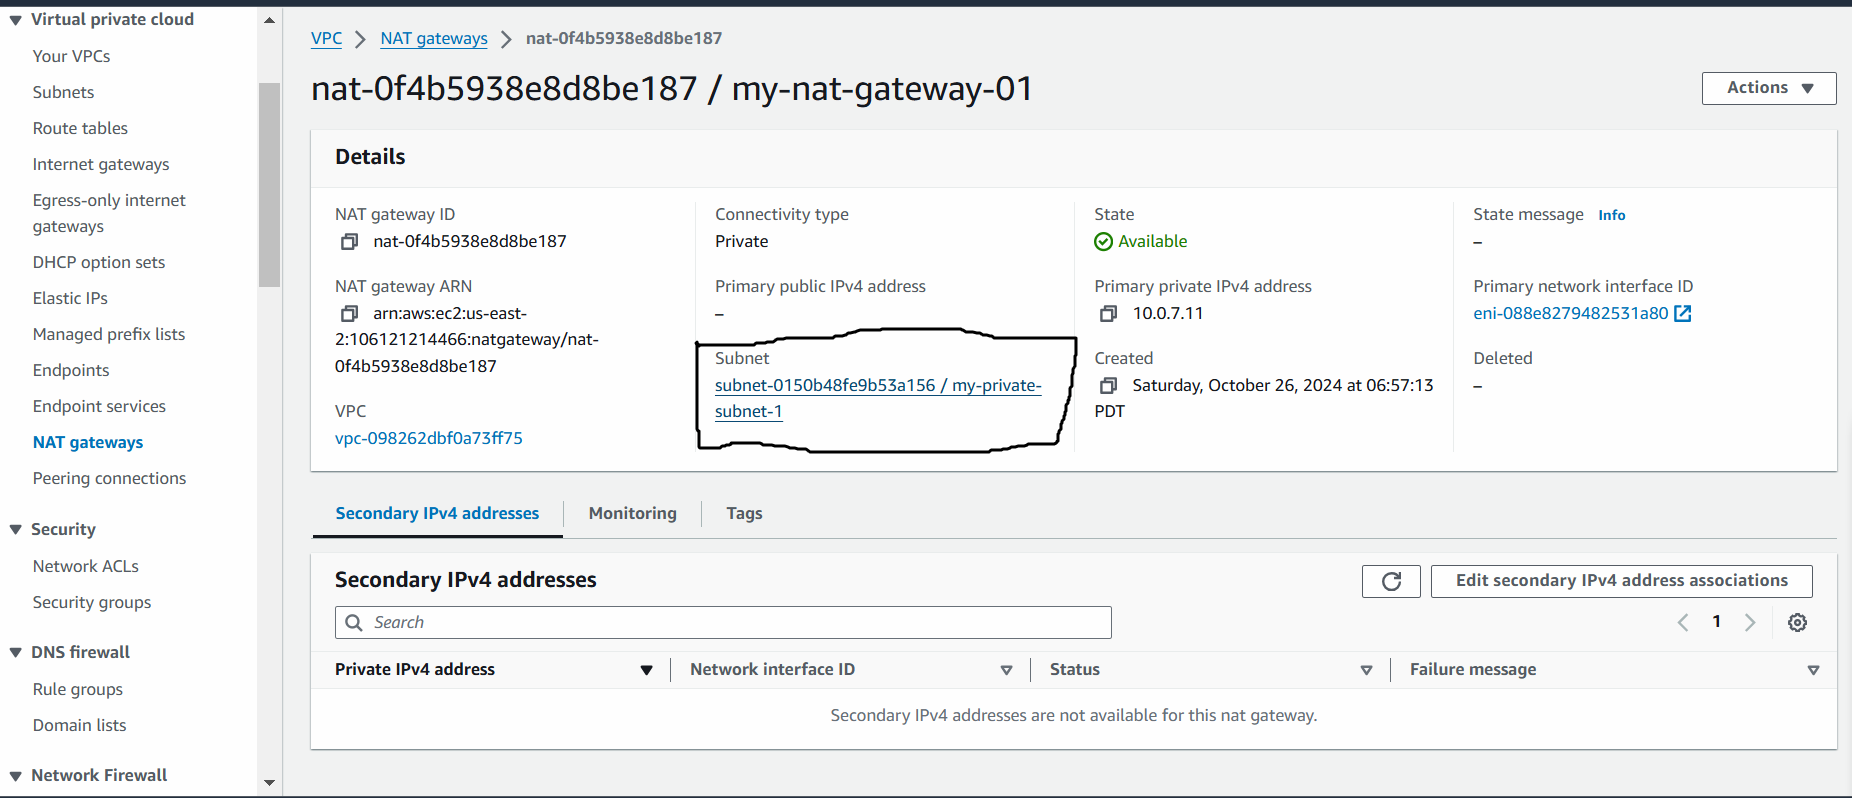 Virtual private cloud
Your VPCs
Subnets
Route tables
Internet gateways
Egress-only internet
gateways
DHCP option sets
Elastic IPs
Managed prefix lists
Endpoints
Endpoint services
NAT gateways
Peering connections
Security
Network ACLs
Security groups
DNS firewall
Rule groups
Domain lists
Network Firewall
VPC > NAT gateways > nat-0f4b5938e8d8be187
nat-0f4b5938e8d8be187 / my-nat-gateway-01
Actions
Details
NAT gateway ID
nat-0f4b5938e8d8be187
NAT gateway ARN
arn:aws:ec2:us-east-
2:106121214466:natgateway/nat-
0f4b5938e8d8be187
VPC
vpc-098262dbf0a73ff75
Connectivity type
Private
Primary public IPv4 address
–
Subnet
subnet-0150b48fe9b53a156 / my-private-
subnet-1
State
Available
Primary private IPv4 address
10.0.7.11
Created
Saturday, October 26, 2024 at 06:57:13
PDT
State message Info
–
Primary network interface ID
eni-088e8279482531a80
Deleted
–
Secondary IPv4 addresses
Monitoring
Tags
Secondary IPv4 addresses
Edit secondary IPv4 address associations
Search
1
Private IPv4 address
Network interface ID
Status
Failure message
Secondary IPv4 addresses are not available for this nat gateway.